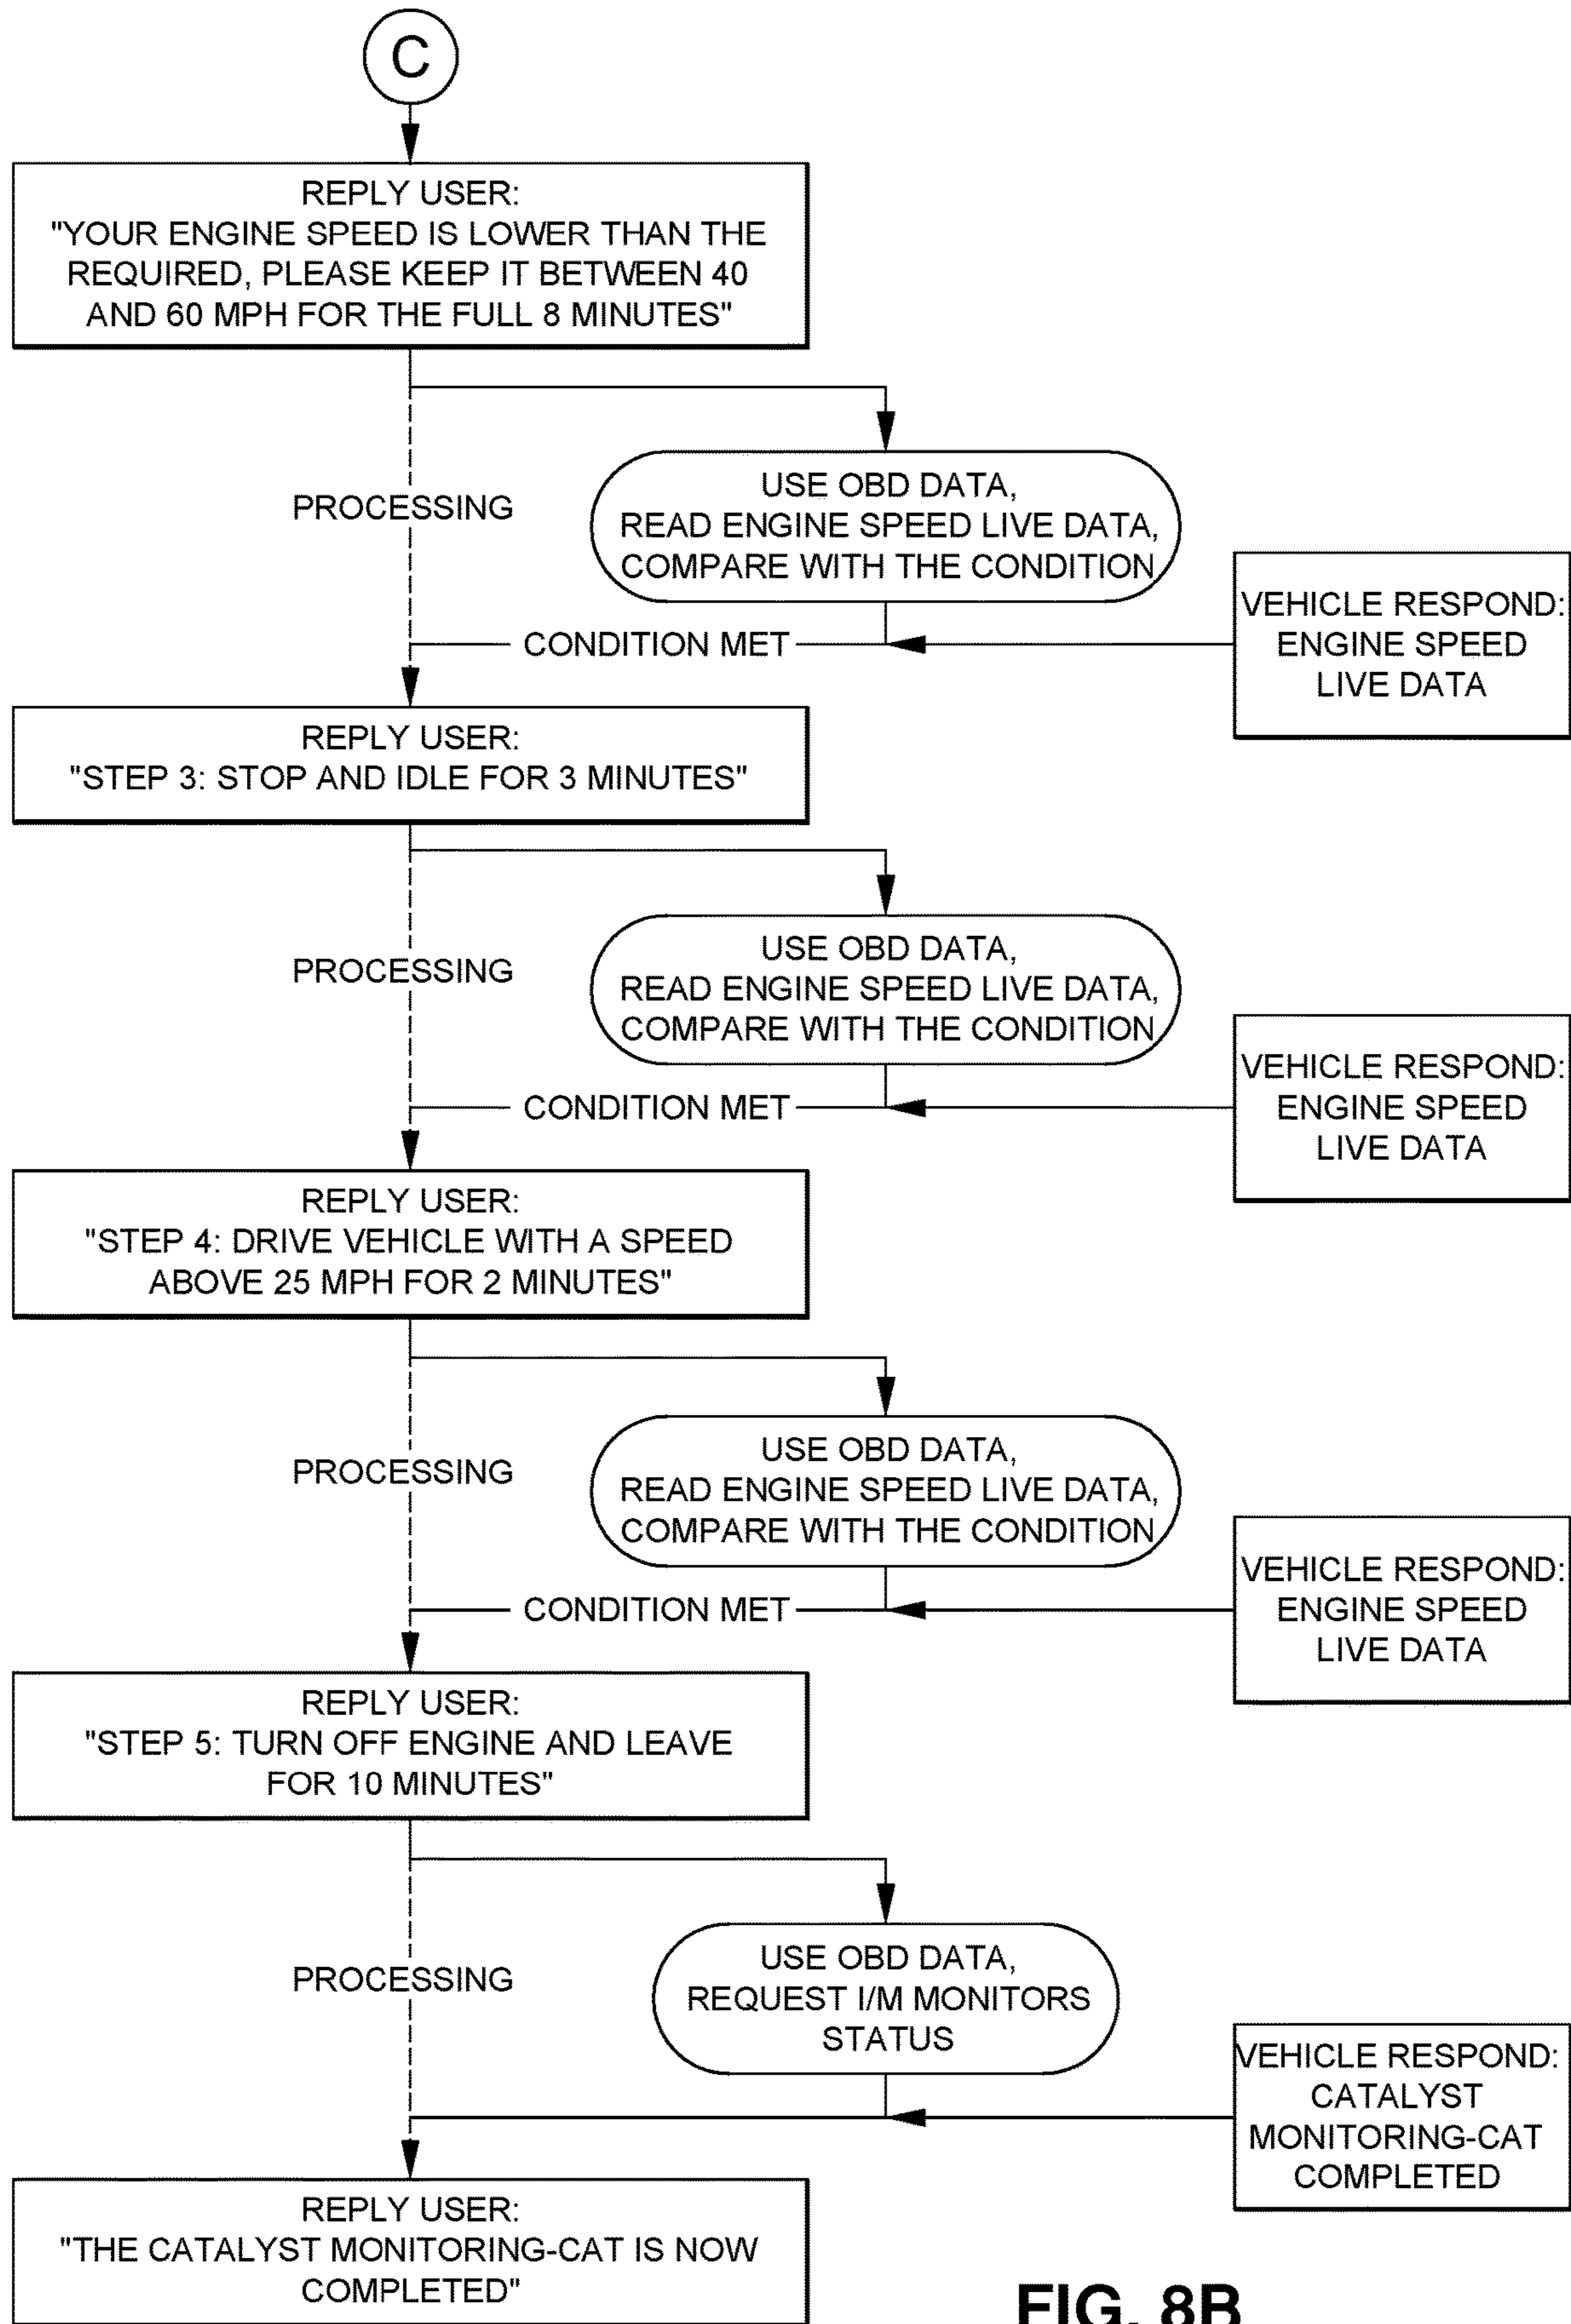 C
REPLY USER:
"YOUR ENGINE SPEED IS LOWER THAN THE
REQUIRED, PLEASE KEEP IT BETWEEN 40
AND 60 MPH FOR THE FULL 8 MINUTES"
PROCESSING
USE OBD DATA,
READ ENGINE SPEED LIVE DATA,
COMPARE WITH THE CONDITION
VEHICLE RESPOND:
ENGINE SPEED
LIVE DATA
CONDITION MET
REPLY USER:
"STEP 3: STOP AND IDLE FOR 3 MINUTES"
PROCESSING
USE OBD DATA,
READ ENGINE SPEED LIVE DATA,
COMPARE WITH THE CONDITION
VEHICLE RESPOND:
ENGINE SPEED
LIVE DATA
CONDITION MET
REPLY USER:
"STEP 4: DRIVE VEHICLE WITH A SPEED
ABOVE 25 MPH FOR 2 MINUTES"
PROCESSING
USE OBD DATA,
READ ENGINE SPEED LIVE DATA,
COMPARE WITH THE CONDITION
VEHICLE RESPOND:
ENGINE SPEED
LIVE DATA
CONDITION MET
REPLY USER:
"STEP 5: TURN OFF ENGINE AND LEAVE
FOR 10 MINUTES"
PROCESSING
USE OBD DATA,
REQUEST I/M MONITORS
STATUS
VEHICLE RESPOND:
CATALYST
MONITORING-CAT
COMPLETED
REPLY USER:
"THE CATALYST MONITORING-CAT IS NOW
COMPLETED"
FIG. 8B